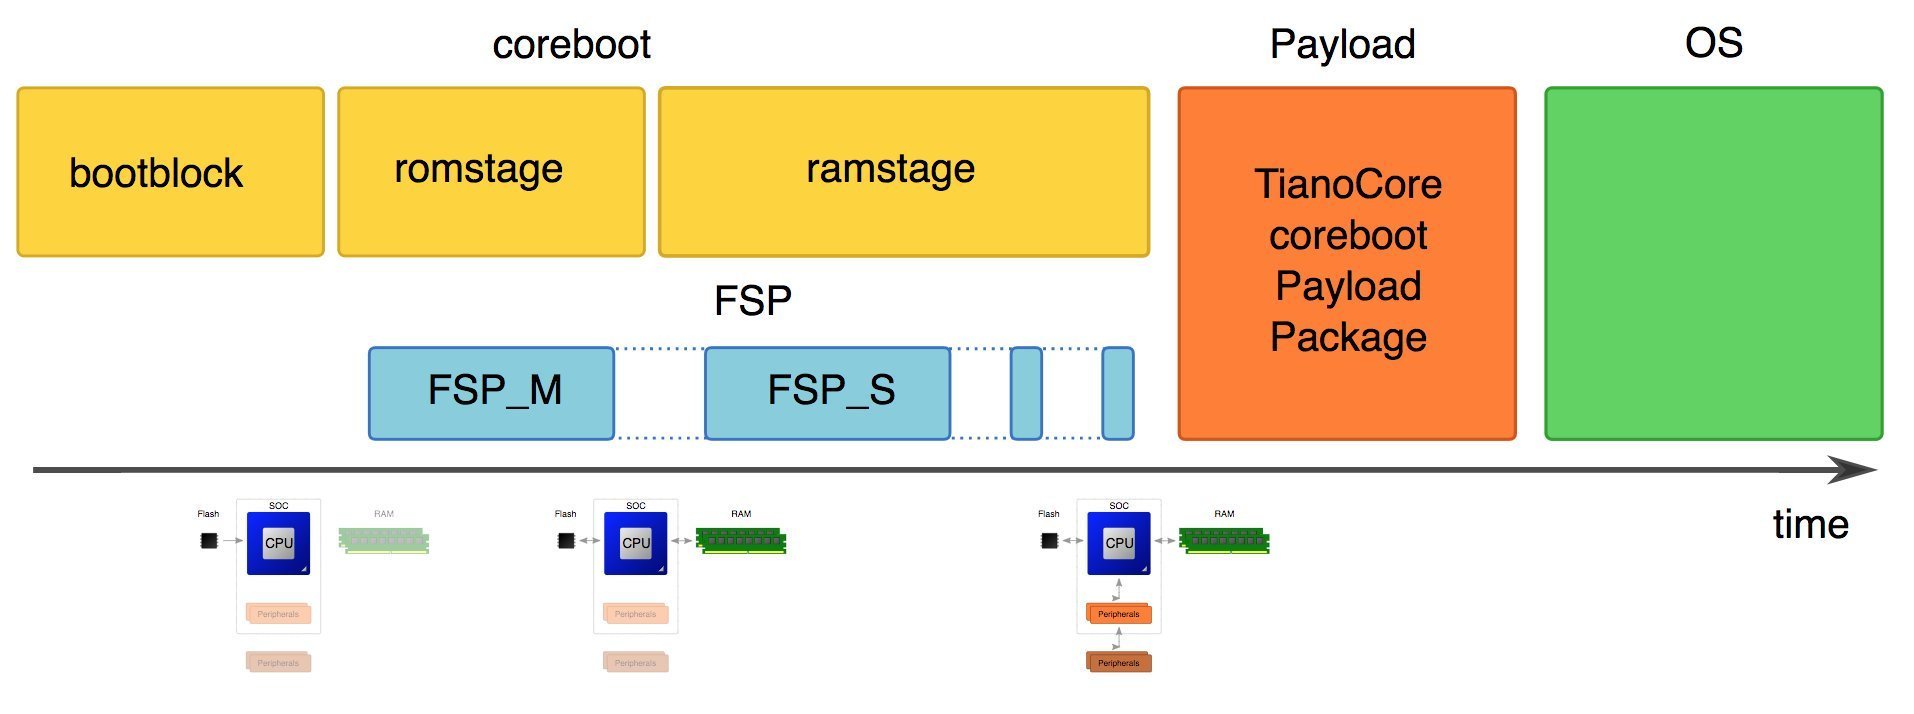 coreboot
Payload
OS
bootblock
romstage
ramstage
TianoCore
coreboot
Payload
Package
FSP
FSP_M
FSP_S
time
SOC
Flash
RAM
CPU
Peripherals
Peripherals
SOC
Flash
RAM
CPU
Peripherals
Peripherals
SOC
Flash
RAM
CPU
Peripherals
Peripherals